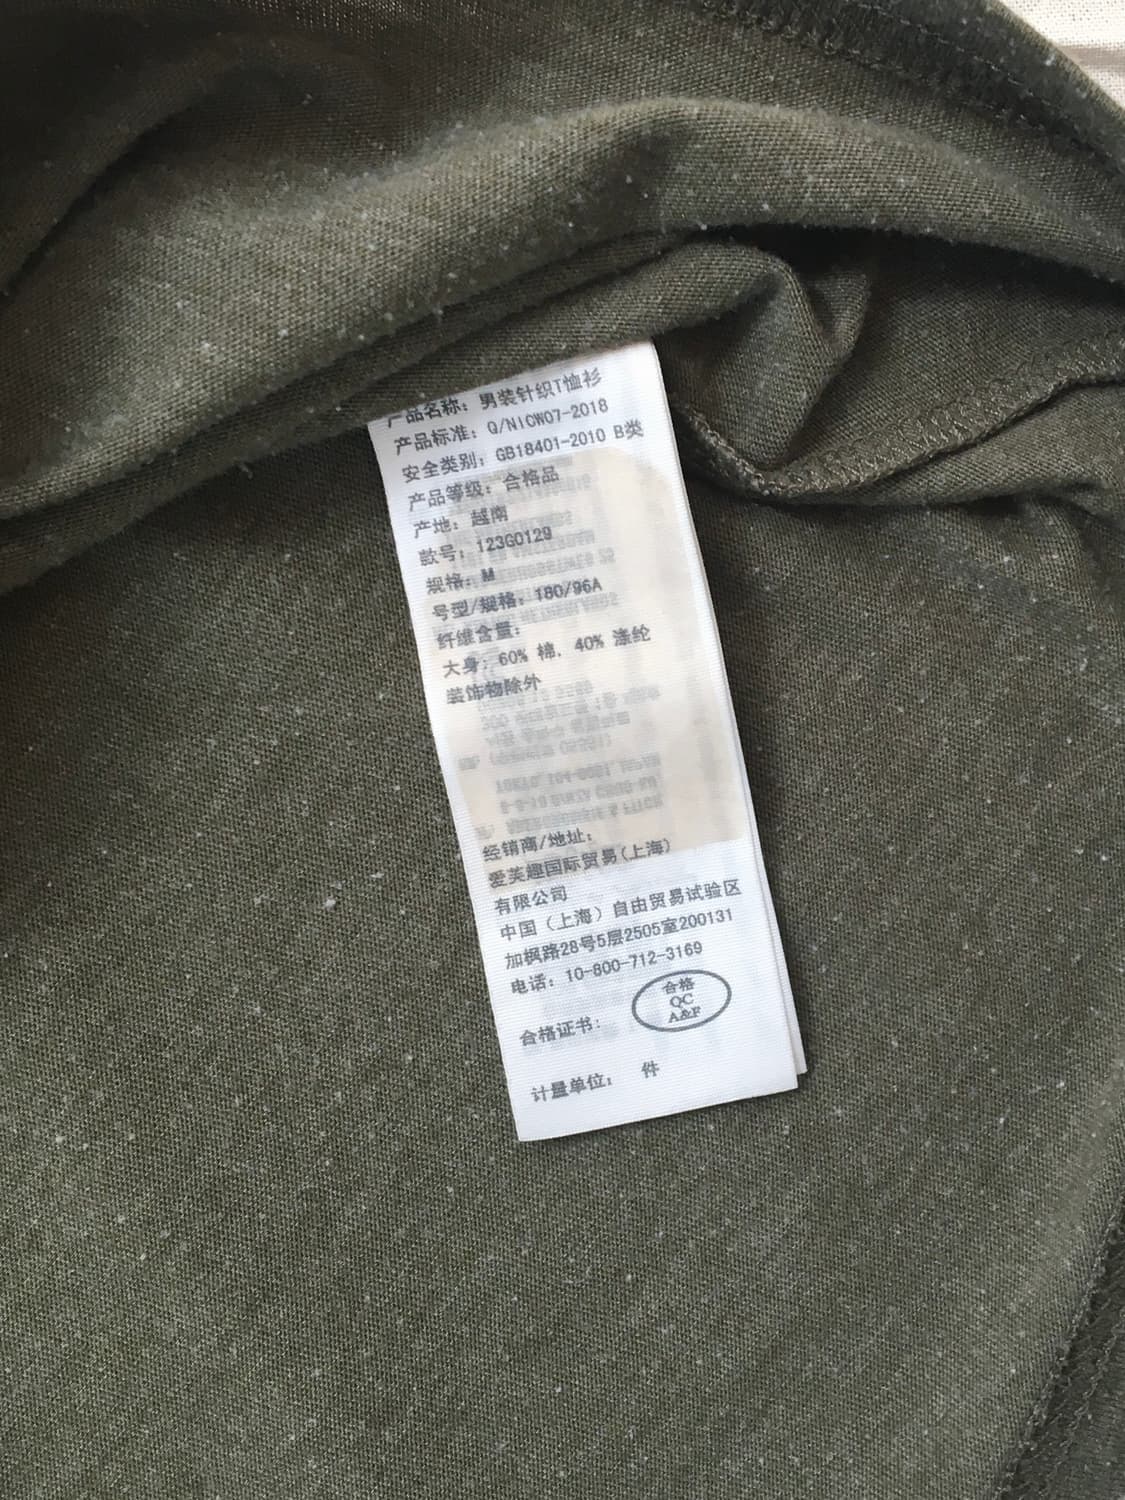 产品名称：男装针织T恤衫
产品标准：Q/NICW07-2018
安全类别：GB18401-2010 B类
产品等级：合格品
产地：越南
款号：123G0129
规格：M
号型/规格：180/96A
纤维含量：
大身：60% 棉，40% 涤纶
装饰物除外
经销商/地址：
爱芙趣国际贸易(上海)
有限公司
中国（上海）自由贸易试验区
加枫路28号5层2505室200131
电话：10-800-712-3169
合格
QC
A&F
合格证书：
计量单位： 件